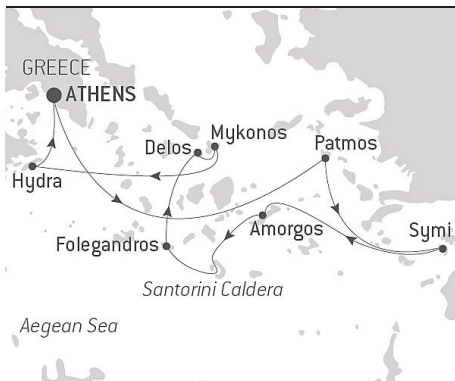 GREECE
ATHENS
Mykonos
Delos
Patmos
Hydra
Amorgos
Symi
Folegandros
Santorini Caldera
Aegean Sea